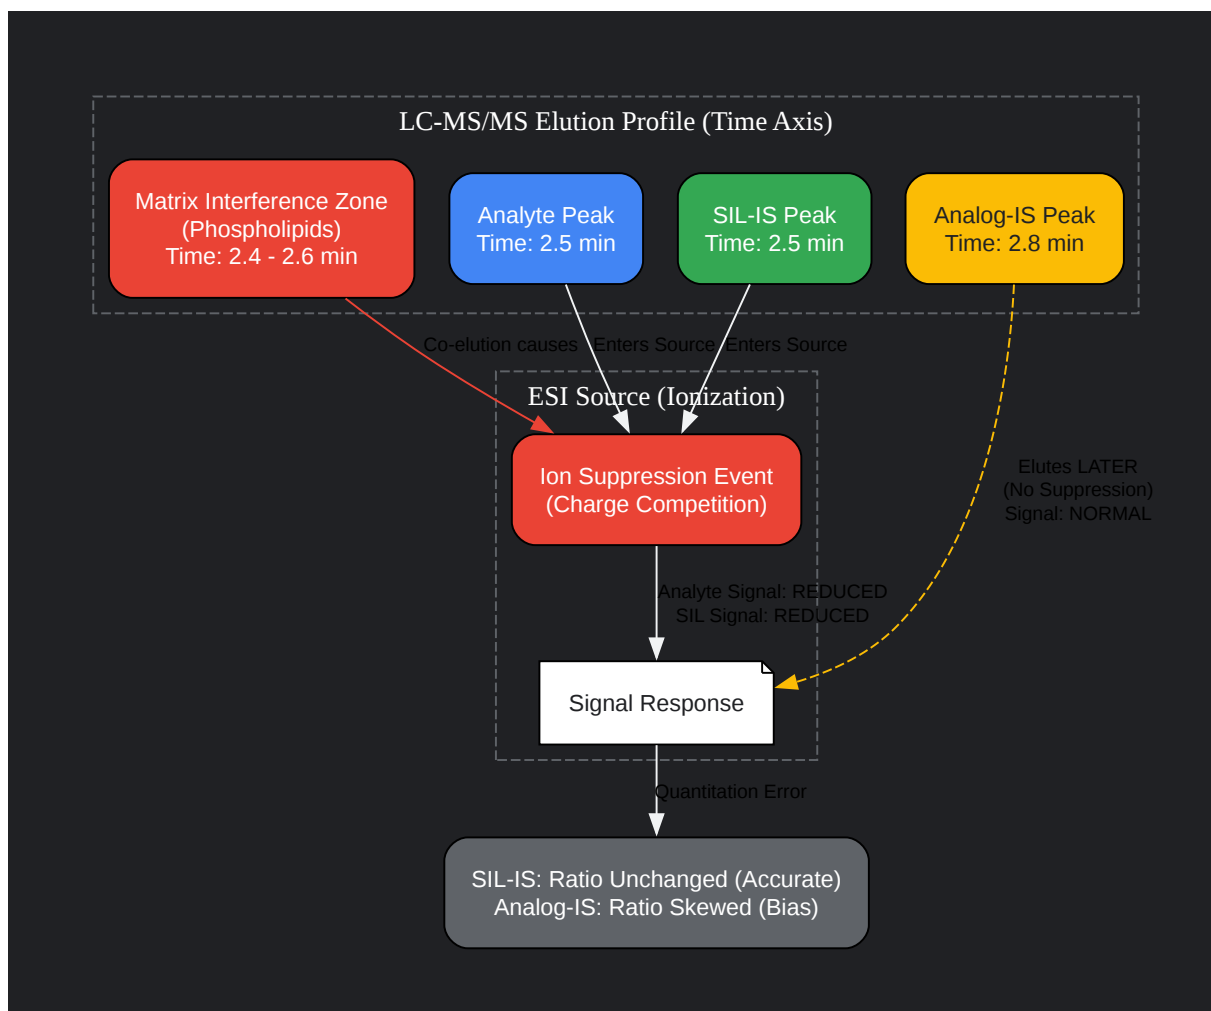 LC-MS/MS Elution Profile (Time Axis)
Matrix Interference Zone
(Phospholipids)
Time: 2.4 - 2.6 min
Analyte Peak
Time: 2.5 min
SIL-IS Peak
Time: 2.5 min
Analog-IS Peak
Time: 2.8 min
Co-elution causes
Enters Source
Enters Source
ESI Source (Ionization)
Ion Suppression Event
(Charge Competition)
Elutes LATER
(No Suppression)
Signal: NORMAL
Analyte Signal: REDUCED
SIL Signal: REDUCED
Signal Response
Quantitation Error
SIL-IS: Ratio Unchanged (Accurate)
Analog-IS: Ratio Skewed (Bias)